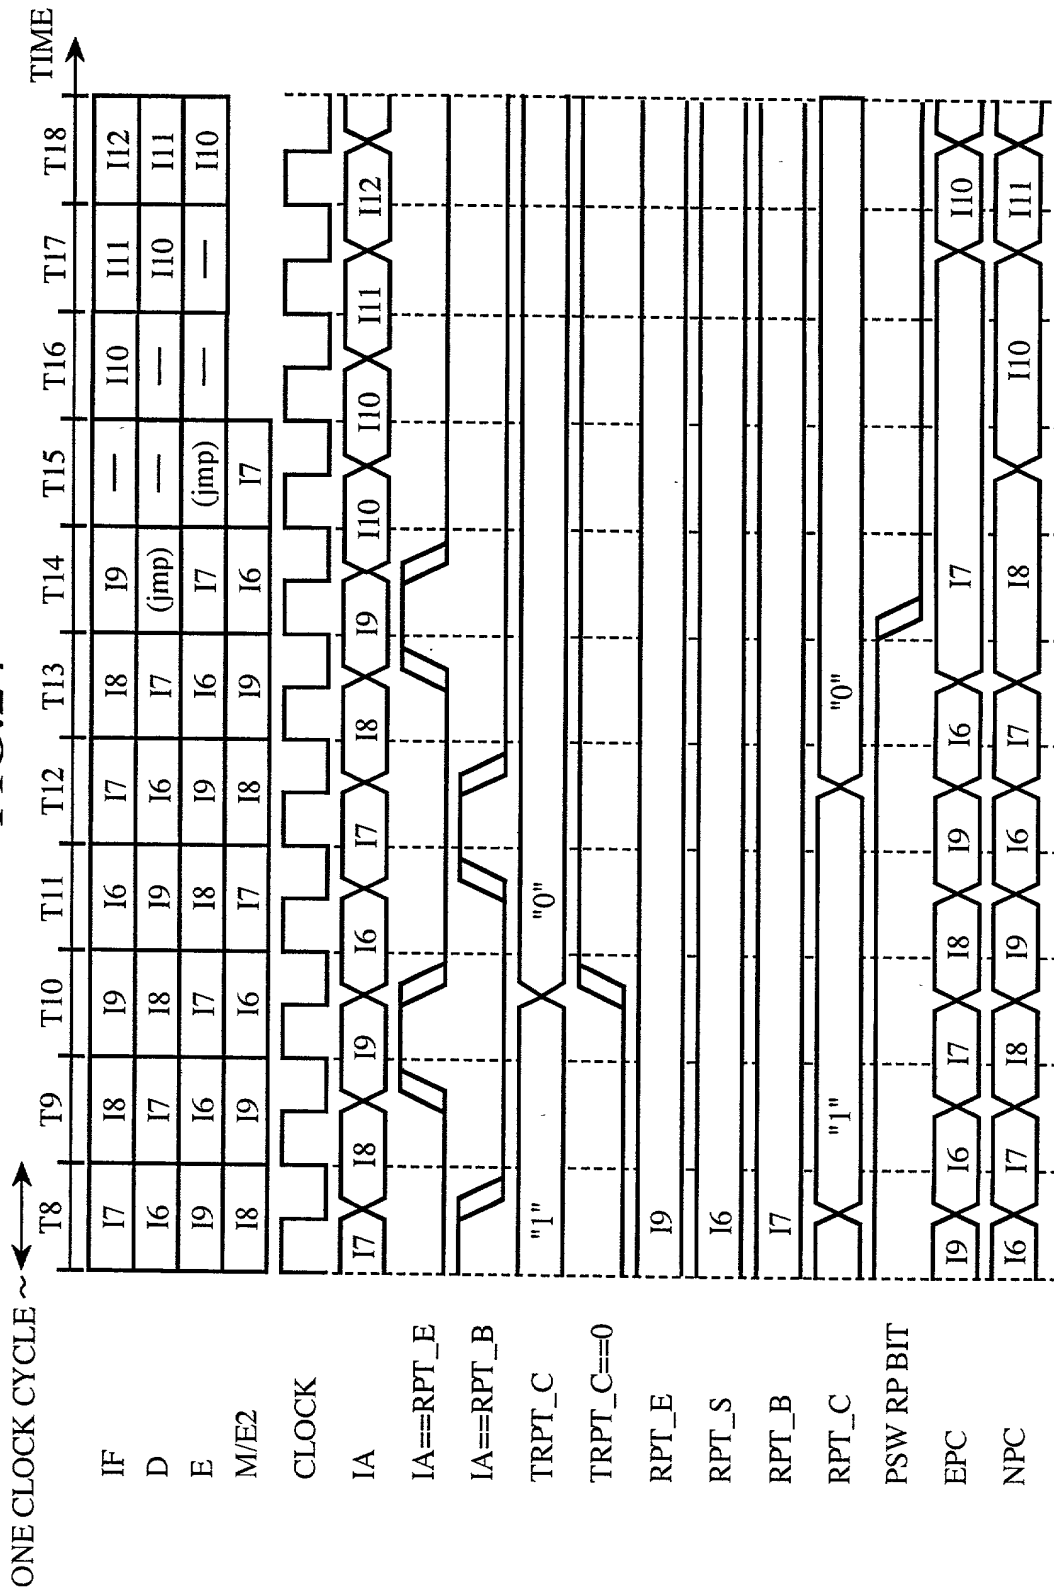 ONE CLOCK CYCLE ~ TIME
T8 T9 T10 T11 T12 T13 T14 T15 T16 T17 T18
IF I7 I8 I9 I6 I7 I8 I9 — I10 I11 I12
D I6 I7 I8 I9 I6 I7 (jmp) — — I10 I11
E I9 I6 I7 I8 I9 I6 I7 (jmp) — — I10
M/E2 I8 I9 I6 I7 I8 I9 I6 I7
CLOCK
IA I7 I8 I9 I6 I7 I8 I9 I10 I10 I11 I12
IA==RPT_E
IA==RPT_B
TRPT_C "1" "0"
TRPT_C==0
RPT_E I9
RPT_S I6
RPT_B I7
RPT_C "1" "0"
PSW RP BIT
EPC I9 I6 I7 I8 I9 I6 I7 I10
NPC I6 I7 I8 I9 I6 I7 I8 I10 I11